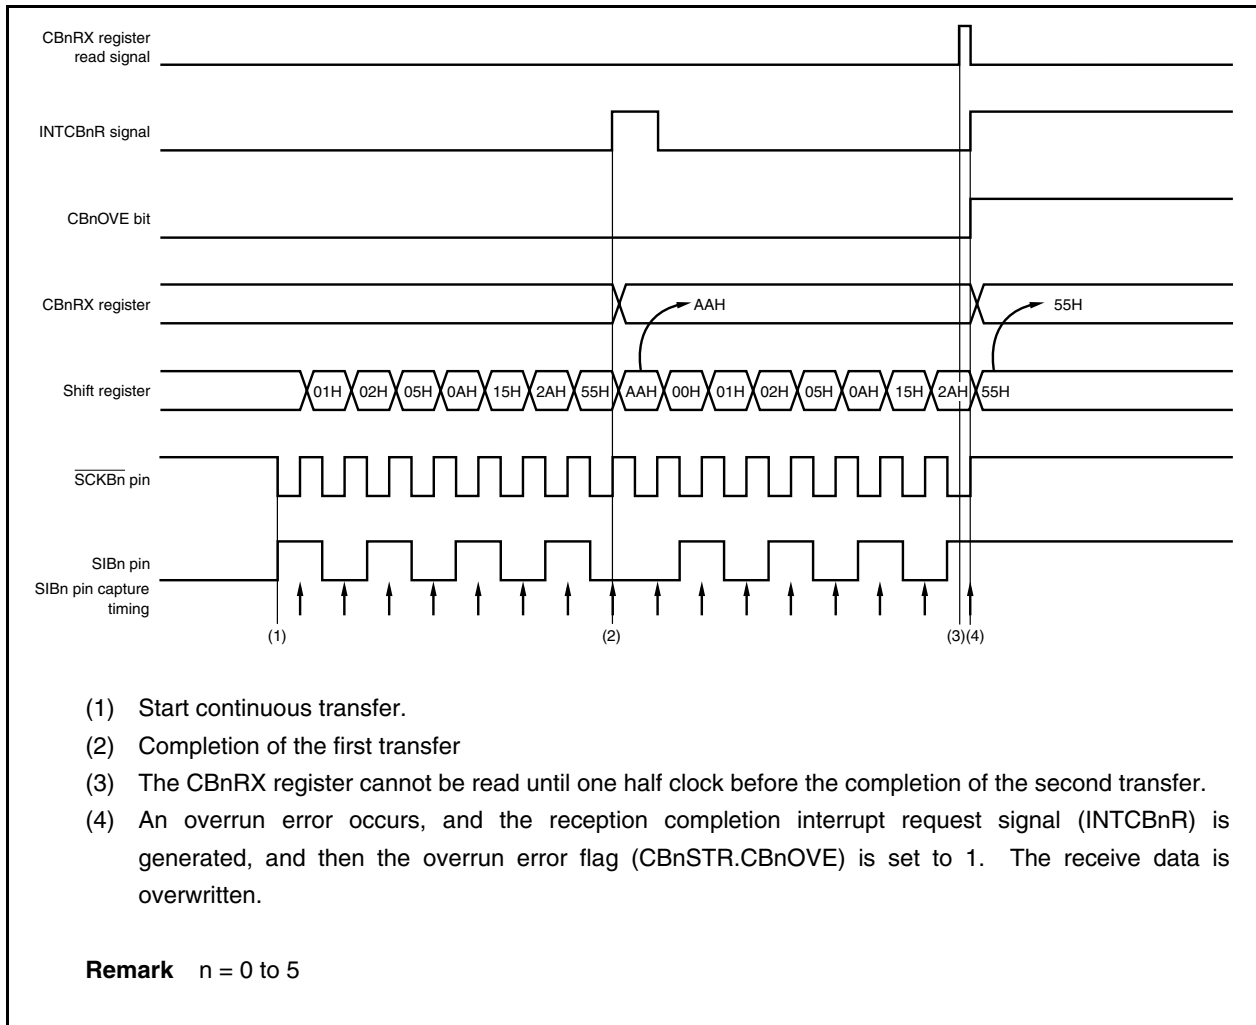 CBnRX register
read signal
INTCBnR signal
CBnOVE bit
CBnRX register
AAH
55H
Shift register
01H 02H 05H 0AH 15H 2AH 55H AAH 00H 01H 02H 05H 0AH 15H 2AH 55H
SCKBn pin
SIBn pin
SIBn pin capture
timing
(1) (2) (3) (4)
(1) Start continuous transfer.
(2) Completion of the first transfer
(3) The CBnRX register cannot be read until one half clock before the completion of the second transfer.
(4) An overrun error occurs, and the reception completion interrupt request signal (INTCBnR) is
generated, and then the overrun error flag (CBnSTR.CBnOVE) is set to 1. The receive data is
overwritten.
Remark n = 0 to 5